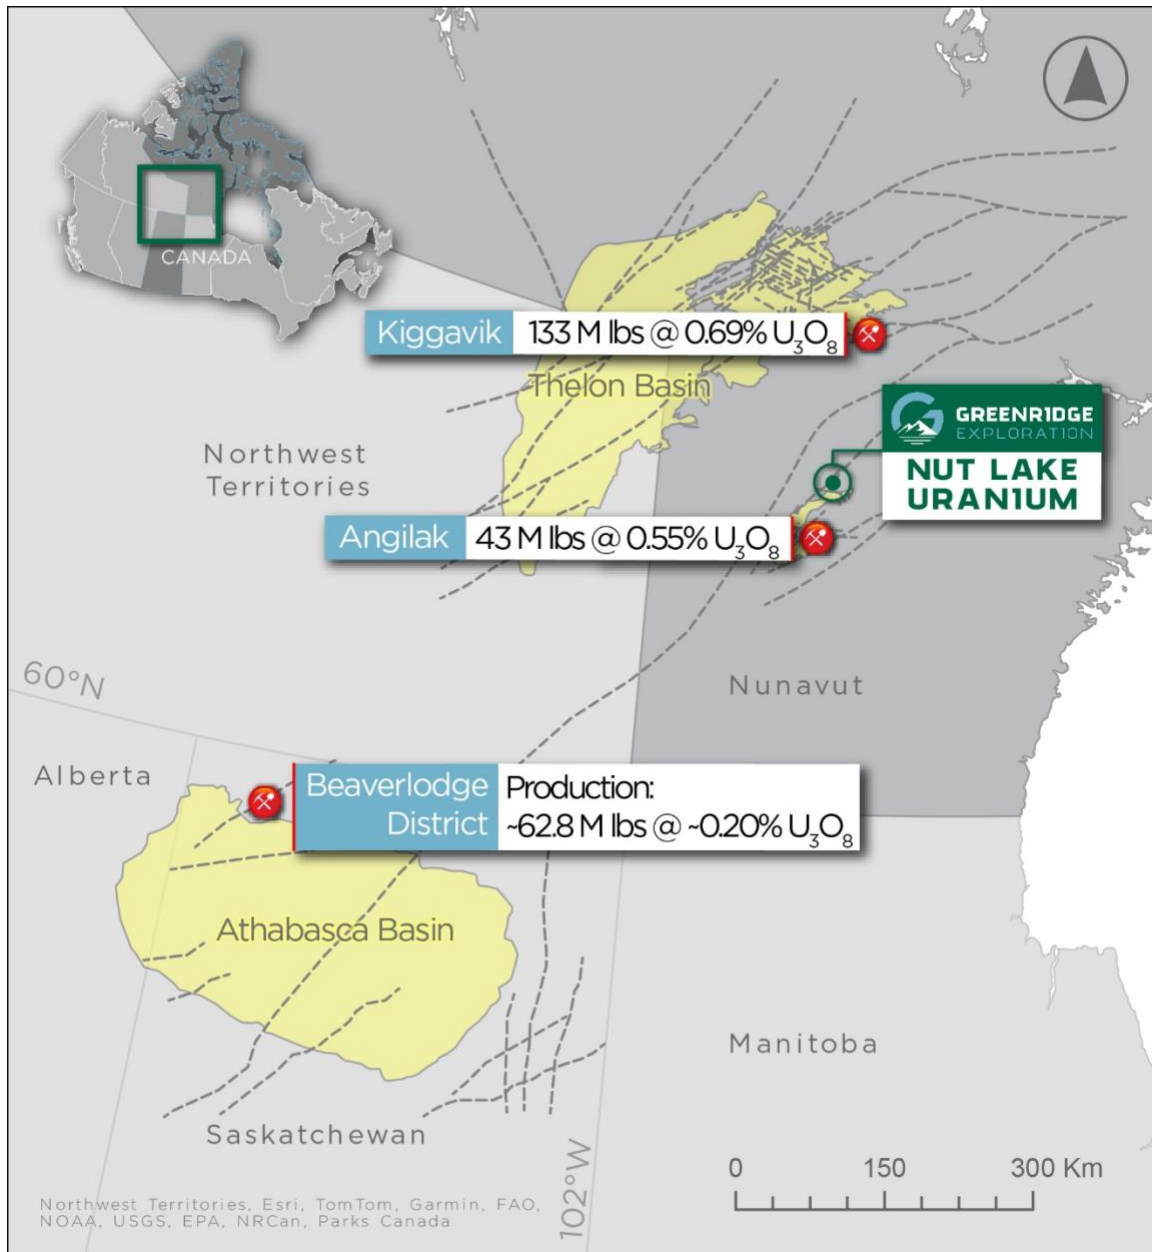 CANADA
Kiggavik 133 M lbs @ 0.69% U₃O₈
Thelon Basin
GREENR1DGE
EXPLORATION
NUT LAKE
URAN1UM
Northwest
Territories
Angilak 43 M lbs @ 0.55% U₃O₈
60°N
Nunavut
Alberta
Beaverlodge
District
Production:
~62.8 M lbs @ ~0.20% U₃O₈
Athabasca Basin
Manitoba
Saskatchewan
102°W
0 150 300 Km
Northwest Territories, Esri, TomTom, Garmin, FAO,
NOAA, USGS, EPA, NRCan, Parks Canada